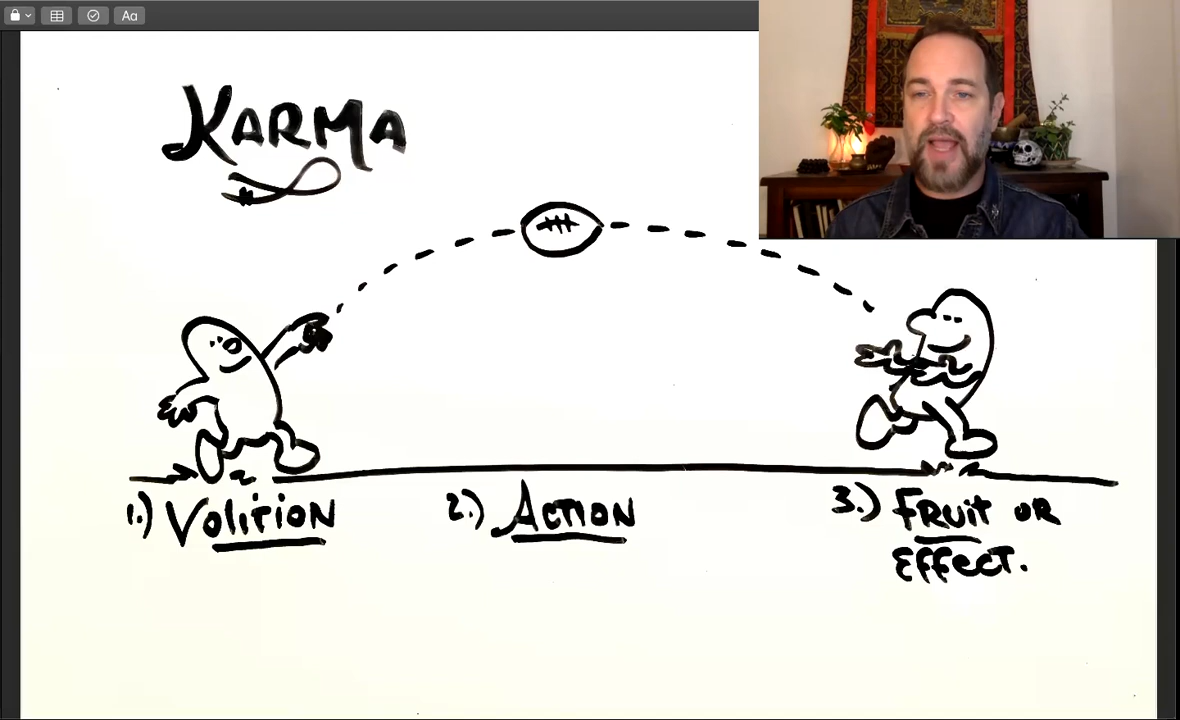 Aa
KARMA
1.) VOLITION
2.) ACTION
3.) FRUIT OR
EFFECT.